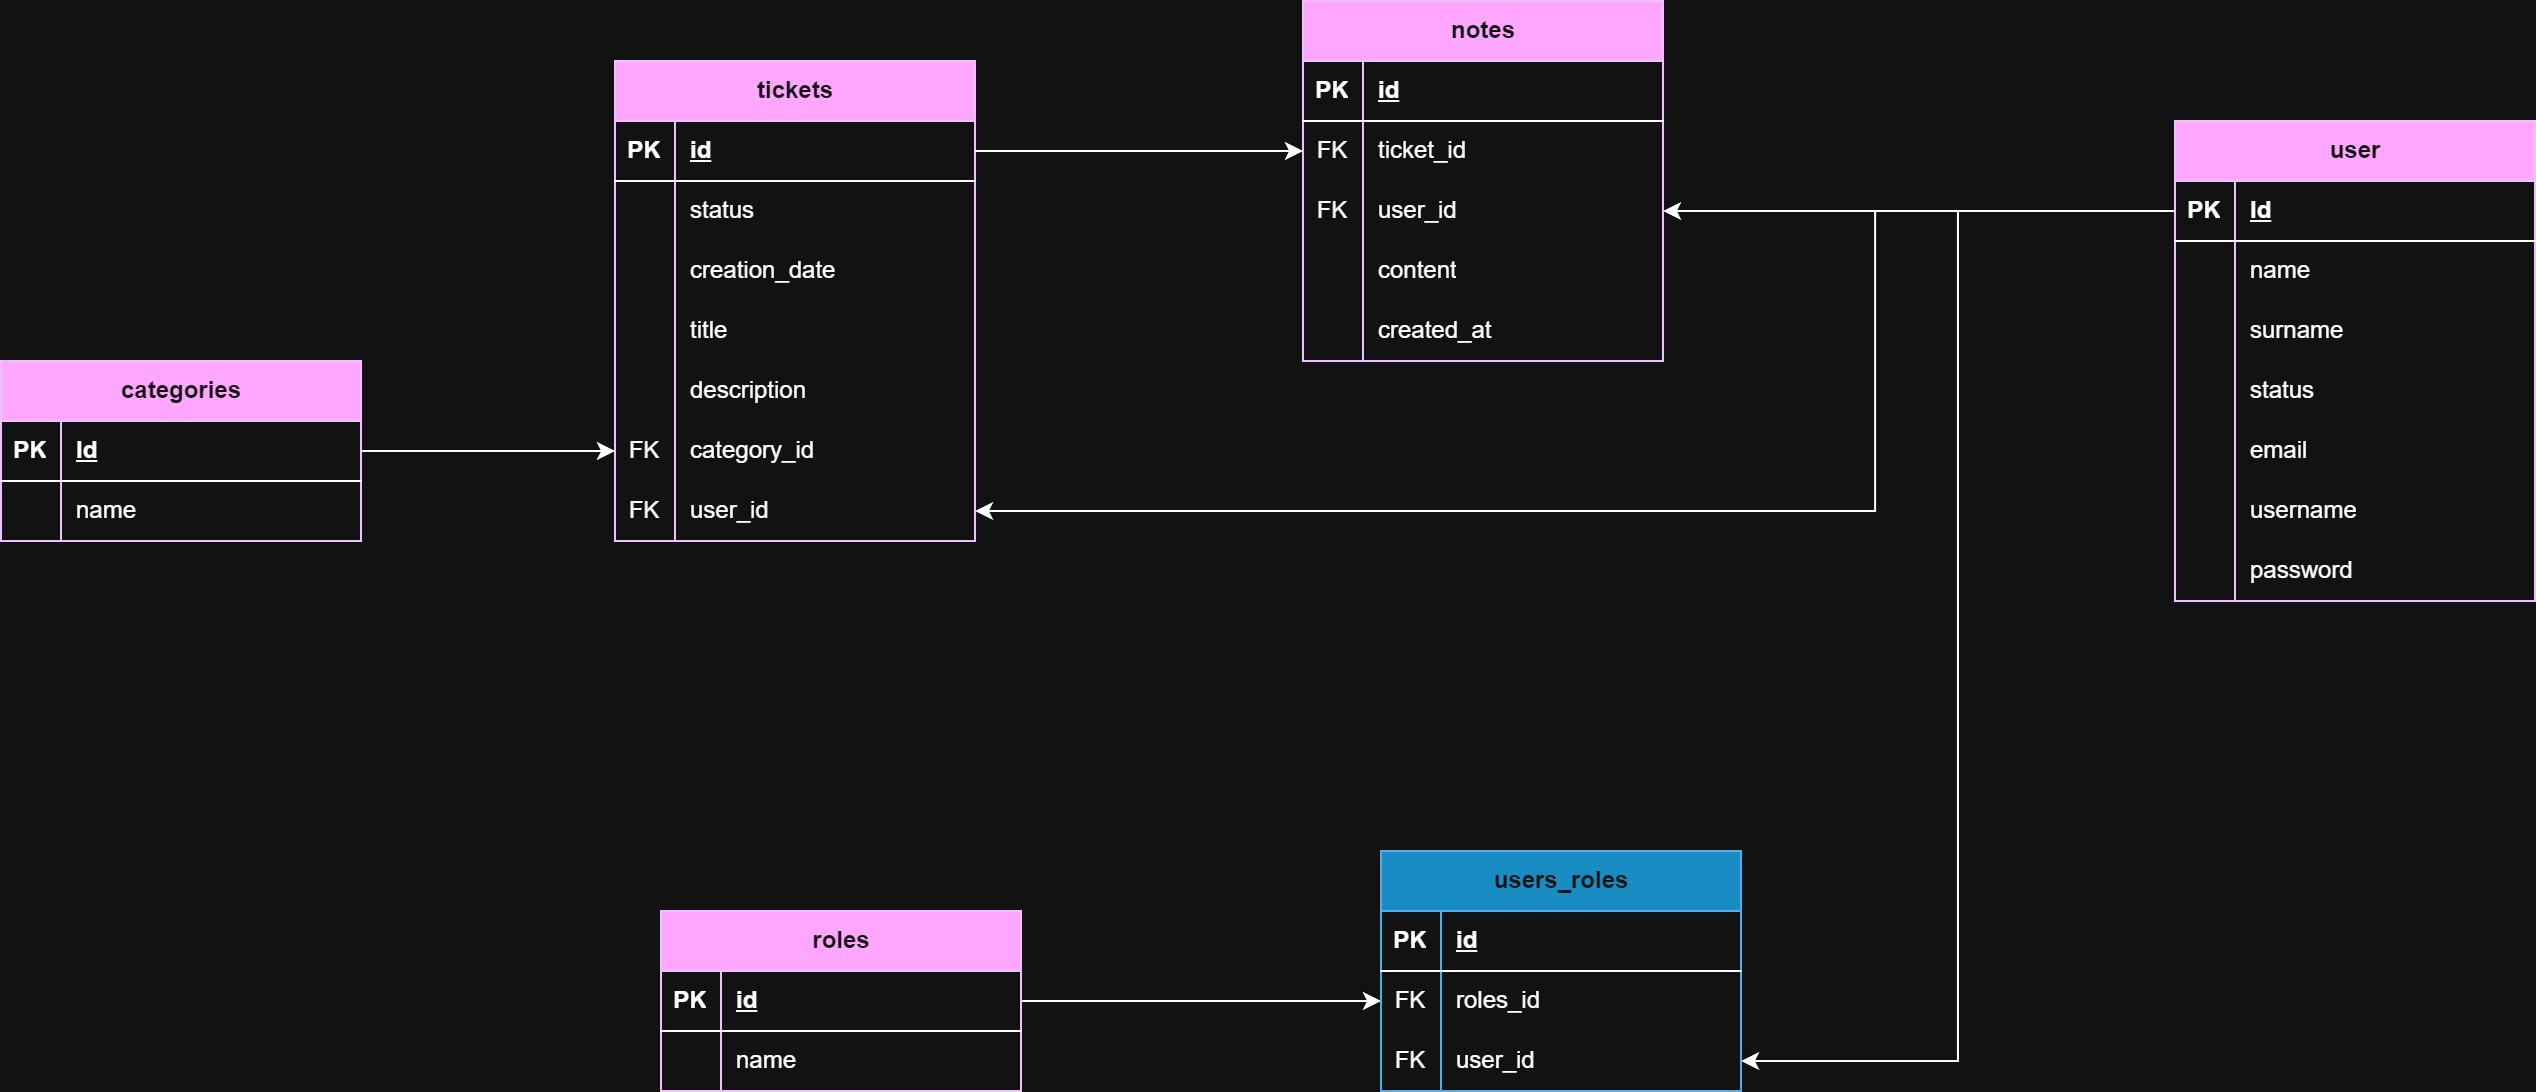 notes
PK id
FK ticket_id
FK user_id
content
created_at
tickets
PK id
status
creation_date
title
description
FK category_id
FK user_id
user
PK Id
name
surname
status
email
username
password
categories
PK Id
name
users_roles
PK id
FK roles_id
FK user_id
roles
PK id
name